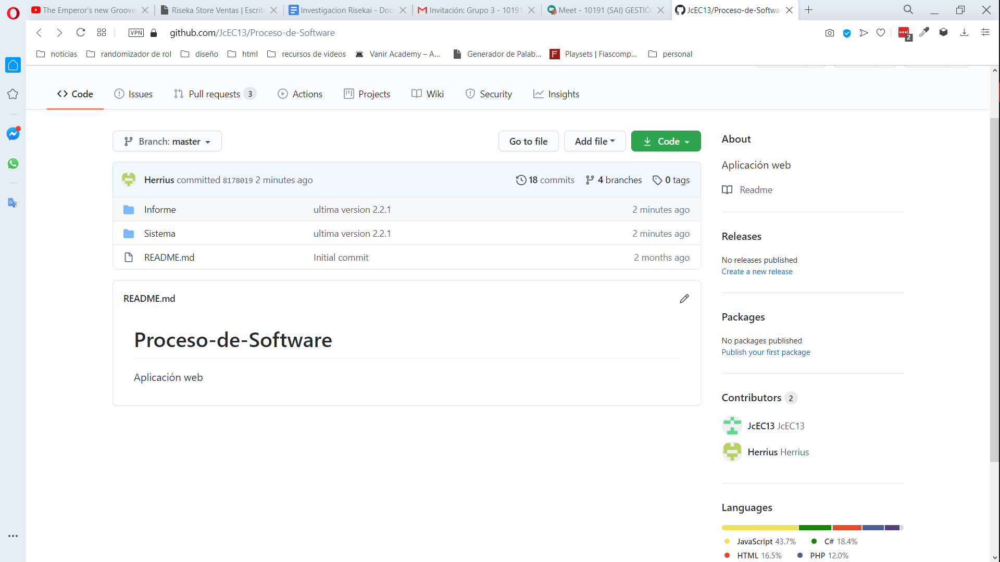 The Emperor's new Groove
Riseka Store Ventas | Escrito
Investigacion Risekai - Doc
Invitación: Grupo 3 - 10191
Meet - 10191 (SAI) GESTIÓ
JcEC13/Proceso-de-Softwa
VPN
github.com/JcEC13/Proceso-de-Software
2
noticias
randomizador de rol
diseño
html
recursos de videos
Vanir Academy – A...
Generador de Palab...
Playsets | Fiascomp...
personal
Code
Issues
Pull requests 3
Actions
Projects
Wiki
Security
Insights
Branch: master
Go to file
Add file
Code
Herrius committed 8178019 2 minutes ago
18 commits
4 branches
0 tags
Informe ultima version 2.2.1 2 minutes ago
Sistema ultima version 2.2.1 2 minutes ago
README.md Initial commit 2 months ago
README.md
Proceso-de-Software
Aplicación web
About
Aplicación web
Readme
Releases
No releases published
Create a new release
Packages
No packages published
Publish your first package
Contributors 2
JcEC13 JcEC13
Herrius Herrius
Languages
JavaScript 43.7% C# 18.4%
HTML 16.5% PHP 12.0%